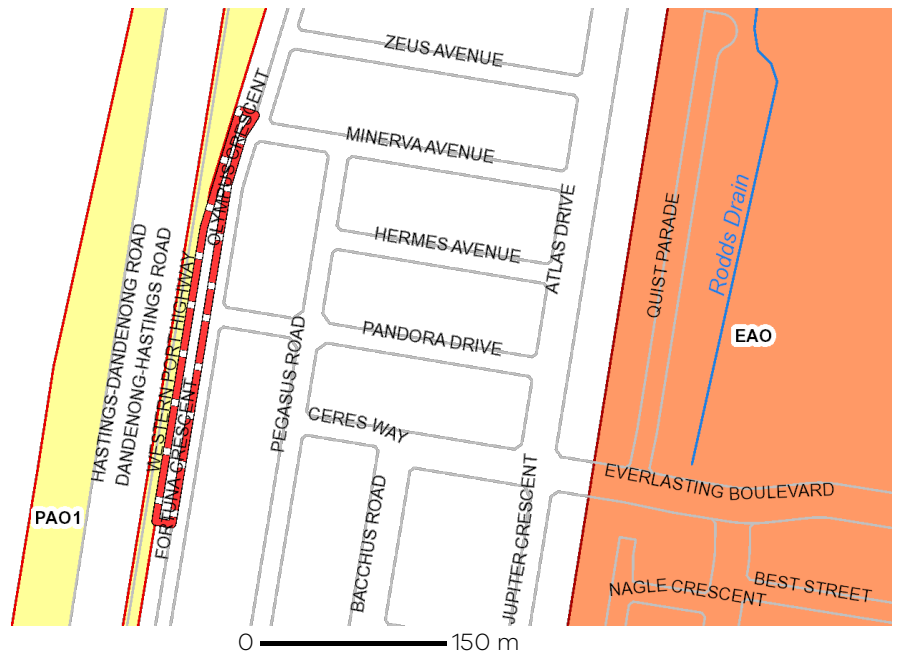 ZEUS AVENUE
OLYMPUS CRESCENT
MINERVA AVENUE
ATLAS DRIVE
QUIST PARADE
Rodds Drain
HERMES AVENUE
HASTINGS-DANDENONG ROAD
DANDENONG-HASTINGS ROAD
WESTERN PORT HIGHWAY
PEGASUS ROAD
PANDORA DRIVE
EAO
FORTUNA CRESCENT
CERES WAY
EVERLASTING BOULEVARD
PAO1
BACCHUS ROAD
JUPITER CRESCENT
NAGLE CRESCENT
BEST STREET
0 150 m